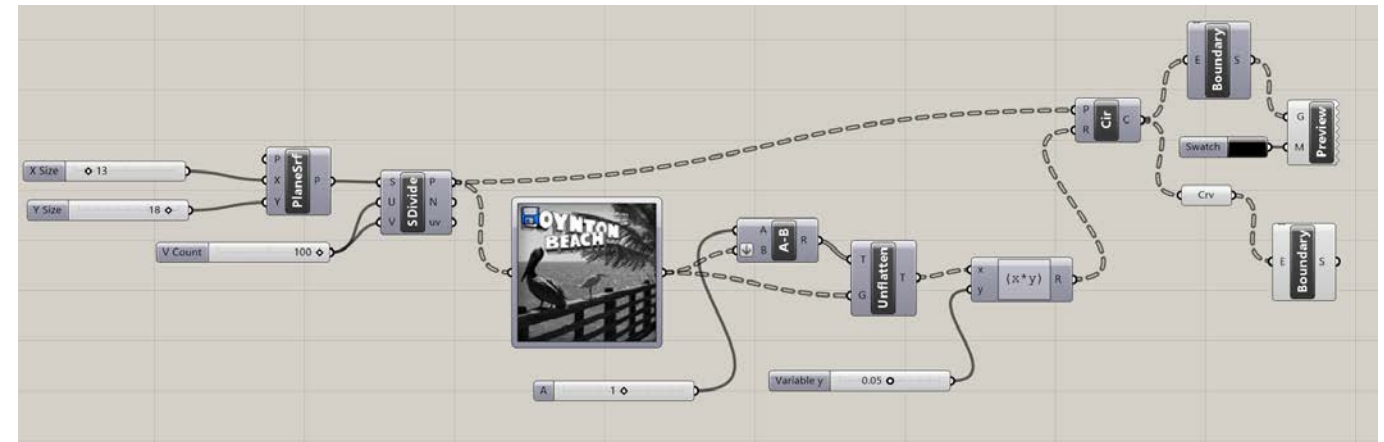 X Size 13
Y Size 18
V Count 100
P X Y PlaneSrf P
S U V SDivide P N uv
OYNTON
BEACH
A 1
A B A-B R
T G Unflatten T
Variable y 0.05
x y (x*y) R
P R Cir C
E Boundary S
Swatch
G M Preview
Crv
E Boundary S